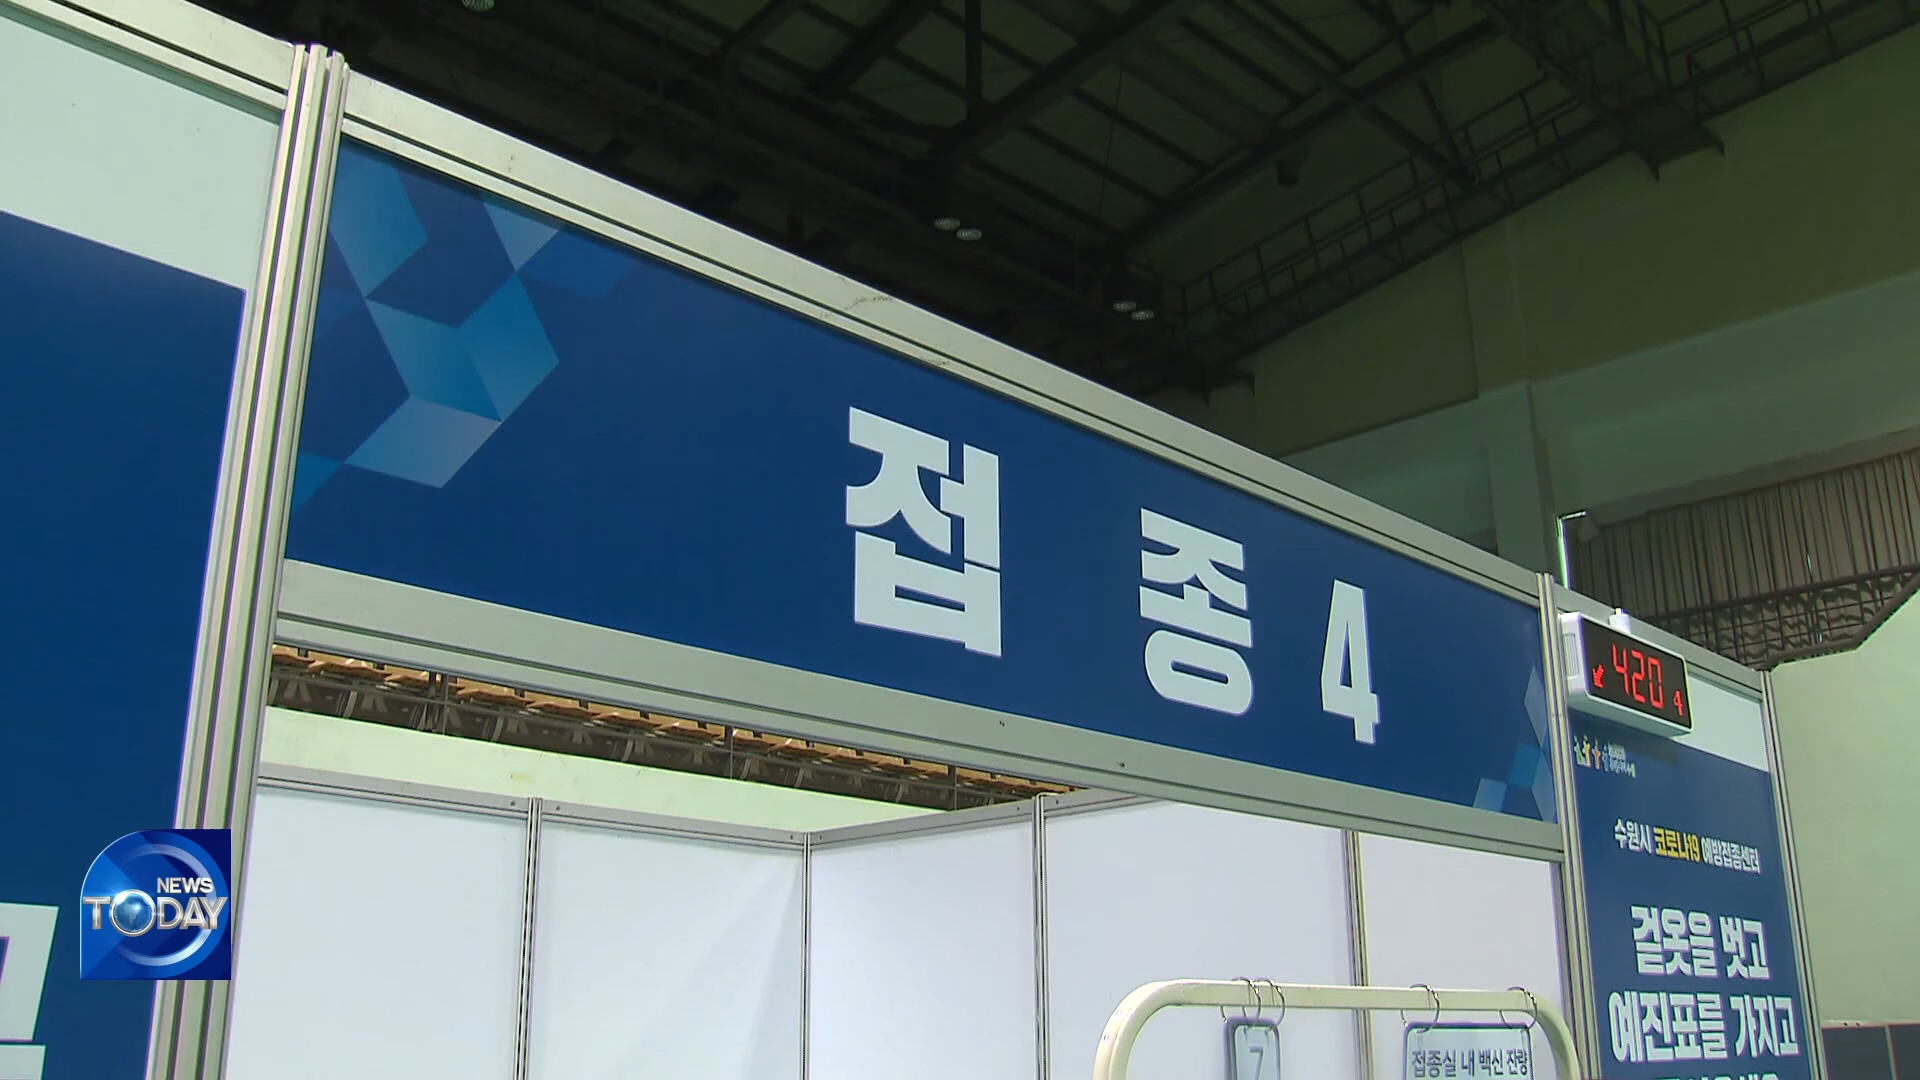 접종 4
420 4
수원시 코로나19 예방접종센터
겉옷을 벗고
예진표를 가지고
7
접종실 내 백신 잔량
NEWS
TODAY